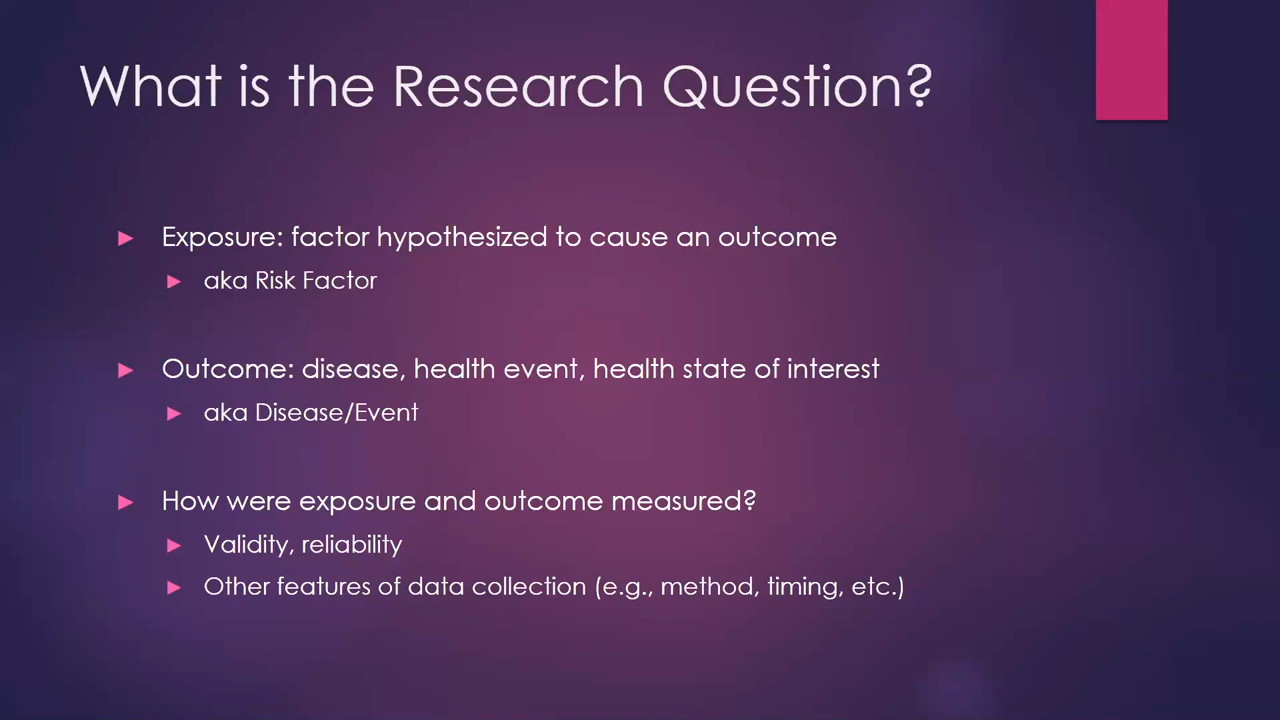 What is the Research Question?
Exposure: factor hypothesized to cause an outcome
aka Risk Factor
Outcome: disease, health event, health state of interest
aka Disease/Event
How were exposure and outcome measured?
Validity, reliability
Other features of data collection (e.g., method, timing, etc.)